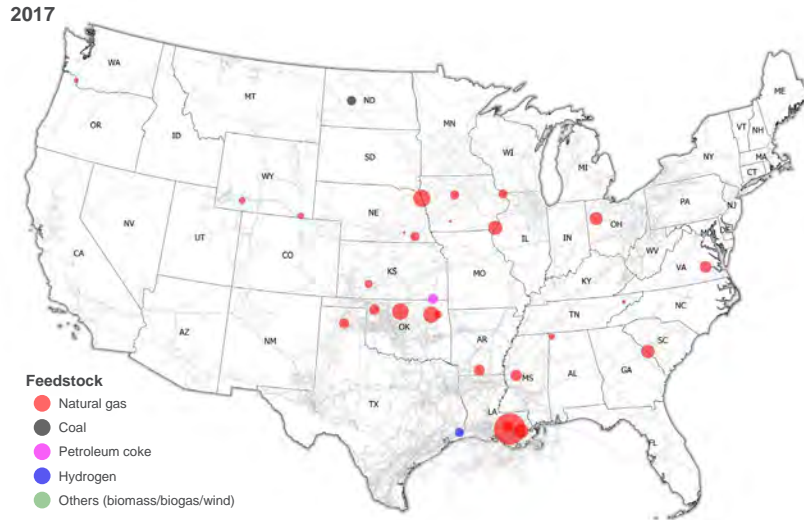 2017
WA
ME
MT
ND
MN
VT
NH
OR
ID
WI
NY
MA
SD
MI
CT
WY
PA
NJ
NE
OH
MD
DE
NV
IL
IN
UT
WV
CO
VA
CA
KS
MO
KY
NC
TN
OK
AZ
NM
AR
SC
MS
AL
GA
Feedstock
Natural gas
TX
LA
Coal
Petroleum coke
FL
Hydrogen
Others (biomass/biogas/wind)